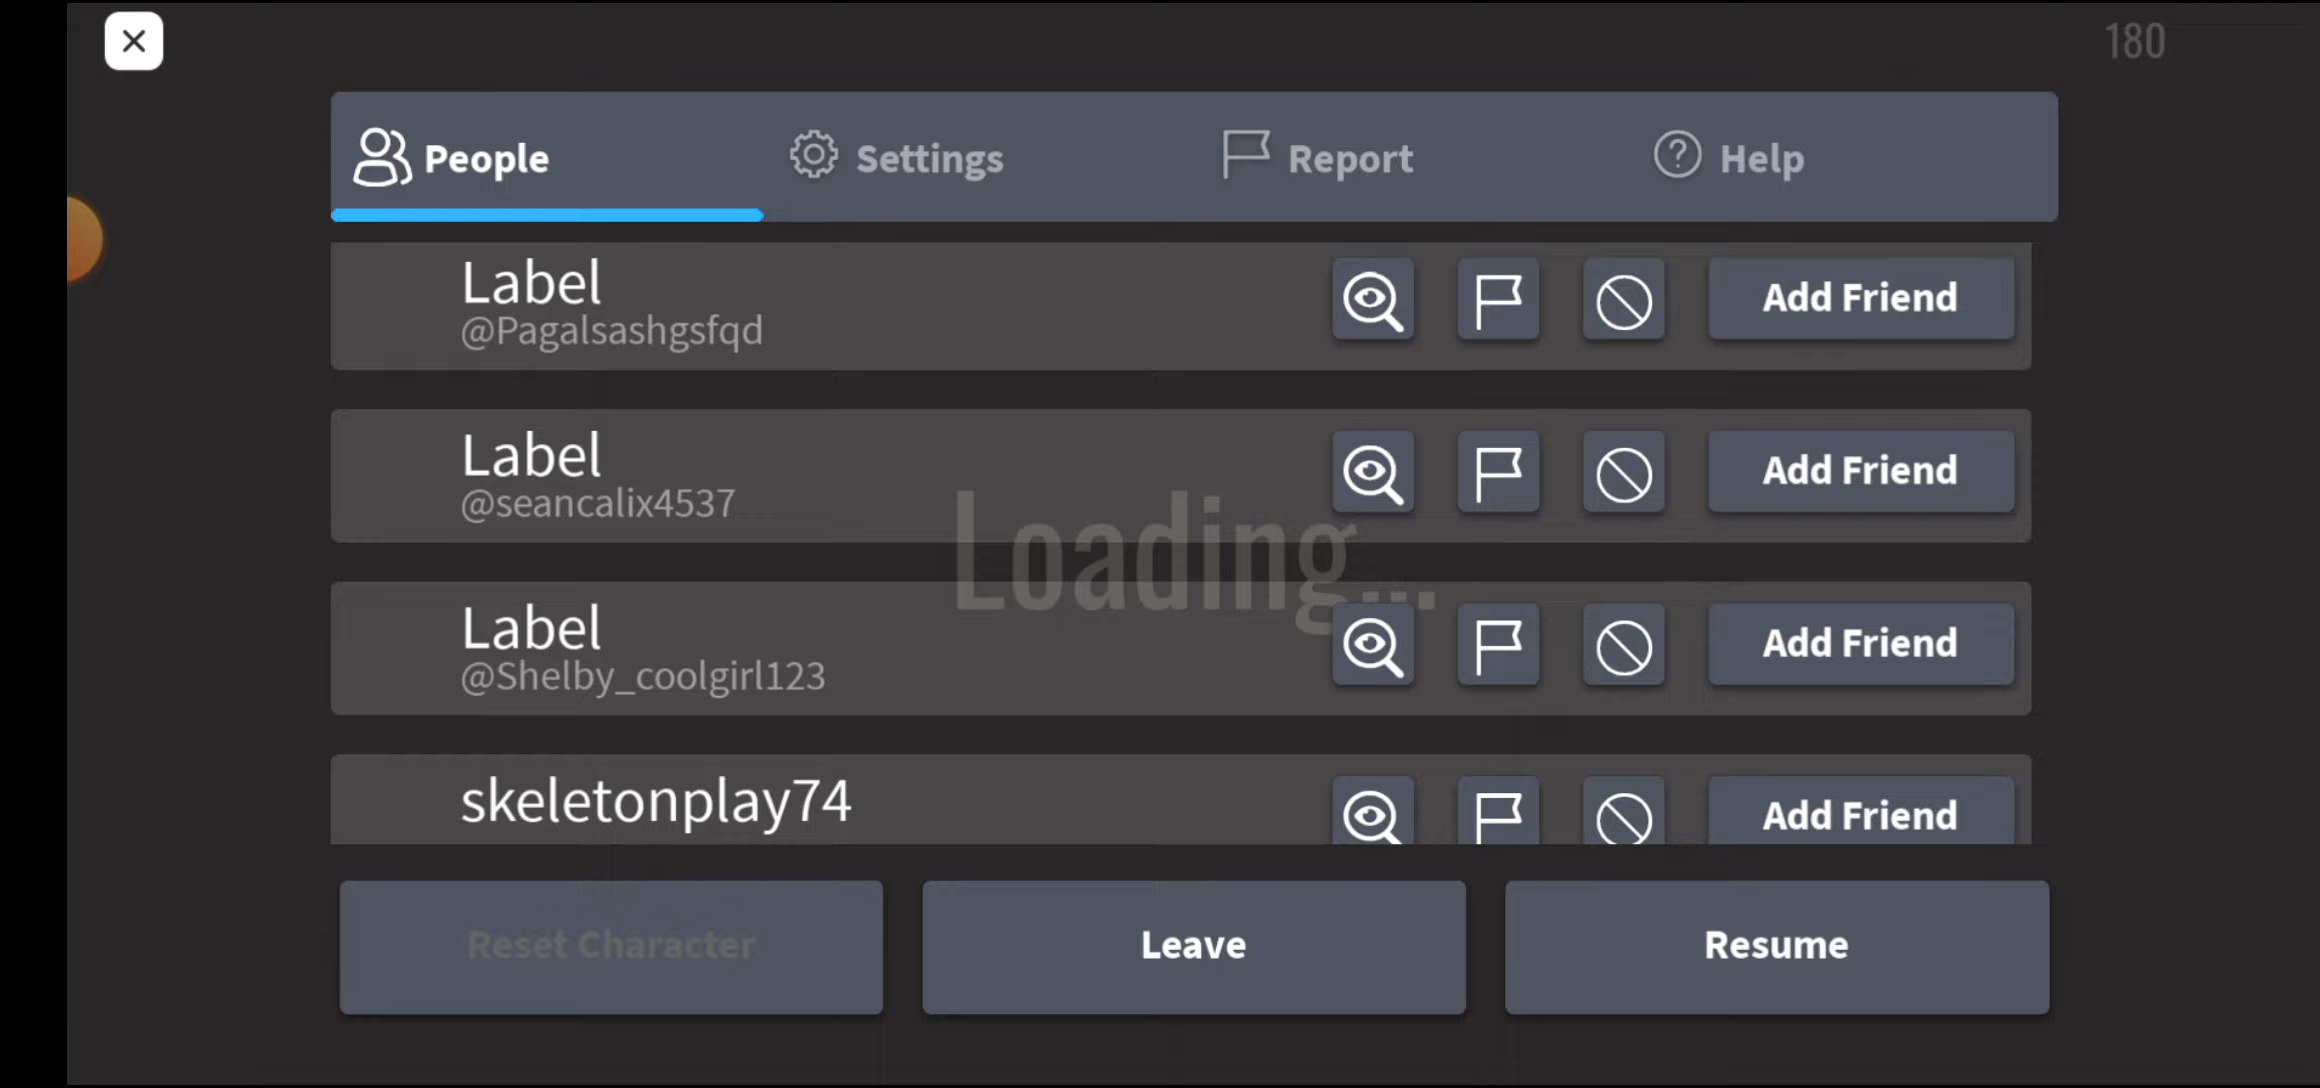 180
People Settings Report Help
Label
@Pagalsashgsfqd
Add Friend
Label
@seancalix4537
Add Friend
Loading...
Label
@Shelby_coolgirl123
Add Friend
skeletonplay74
Add Friend
Reset Character Leave Resume